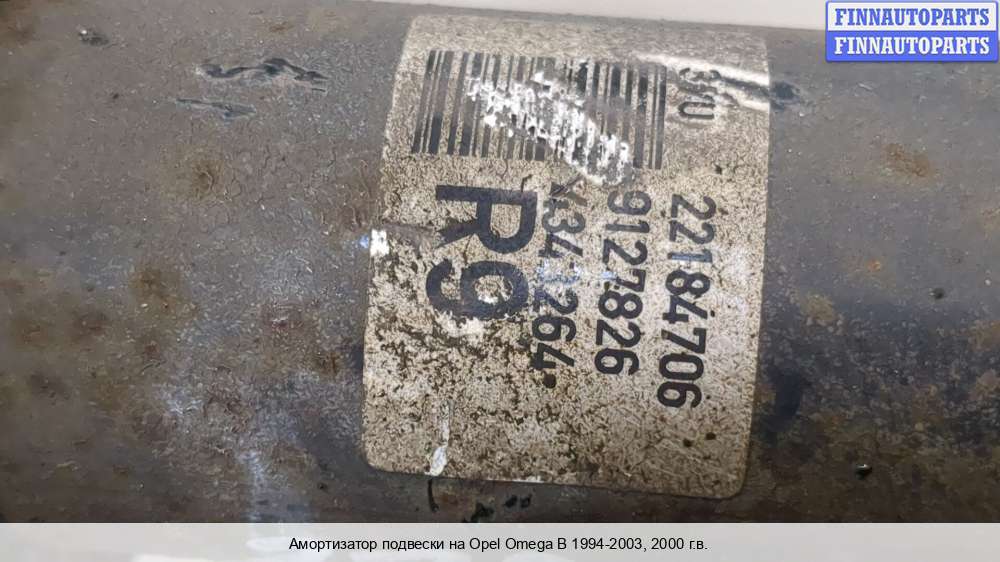 FINNAUTOPARTS
FINNAUTOPARTS
22184706
9127826
R9
Амортизатор подвески на Opel Omega B 1994-2003, 2000 г.в.